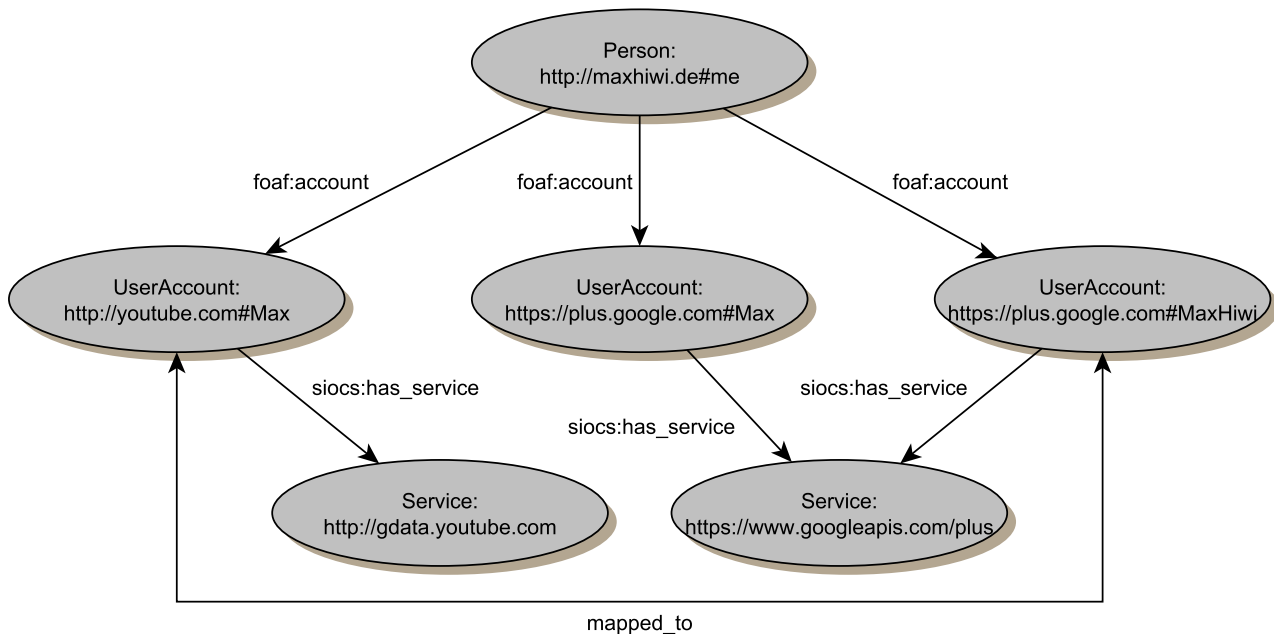 Person:
http://maxhiwi.de#me
foaf:account
foaf:account
foaf:account
UserAccount:
http://youtube.com#Max
UserAccount:
https://plus.google.com#Max
UserAccount:
https://plus.google.com#MaxHiwi
siocs:has_service
siocs:has_service
siocs:has_service
Service:
http://gdata.youtube.com
Service:
https://www.googleapis.com/plus
mapped_to